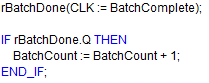 rBatchDone(CLK := BatchComplete);
IF rBatchDone.Q THEN
BatchCount := BatchCount + 1;
END_IF;